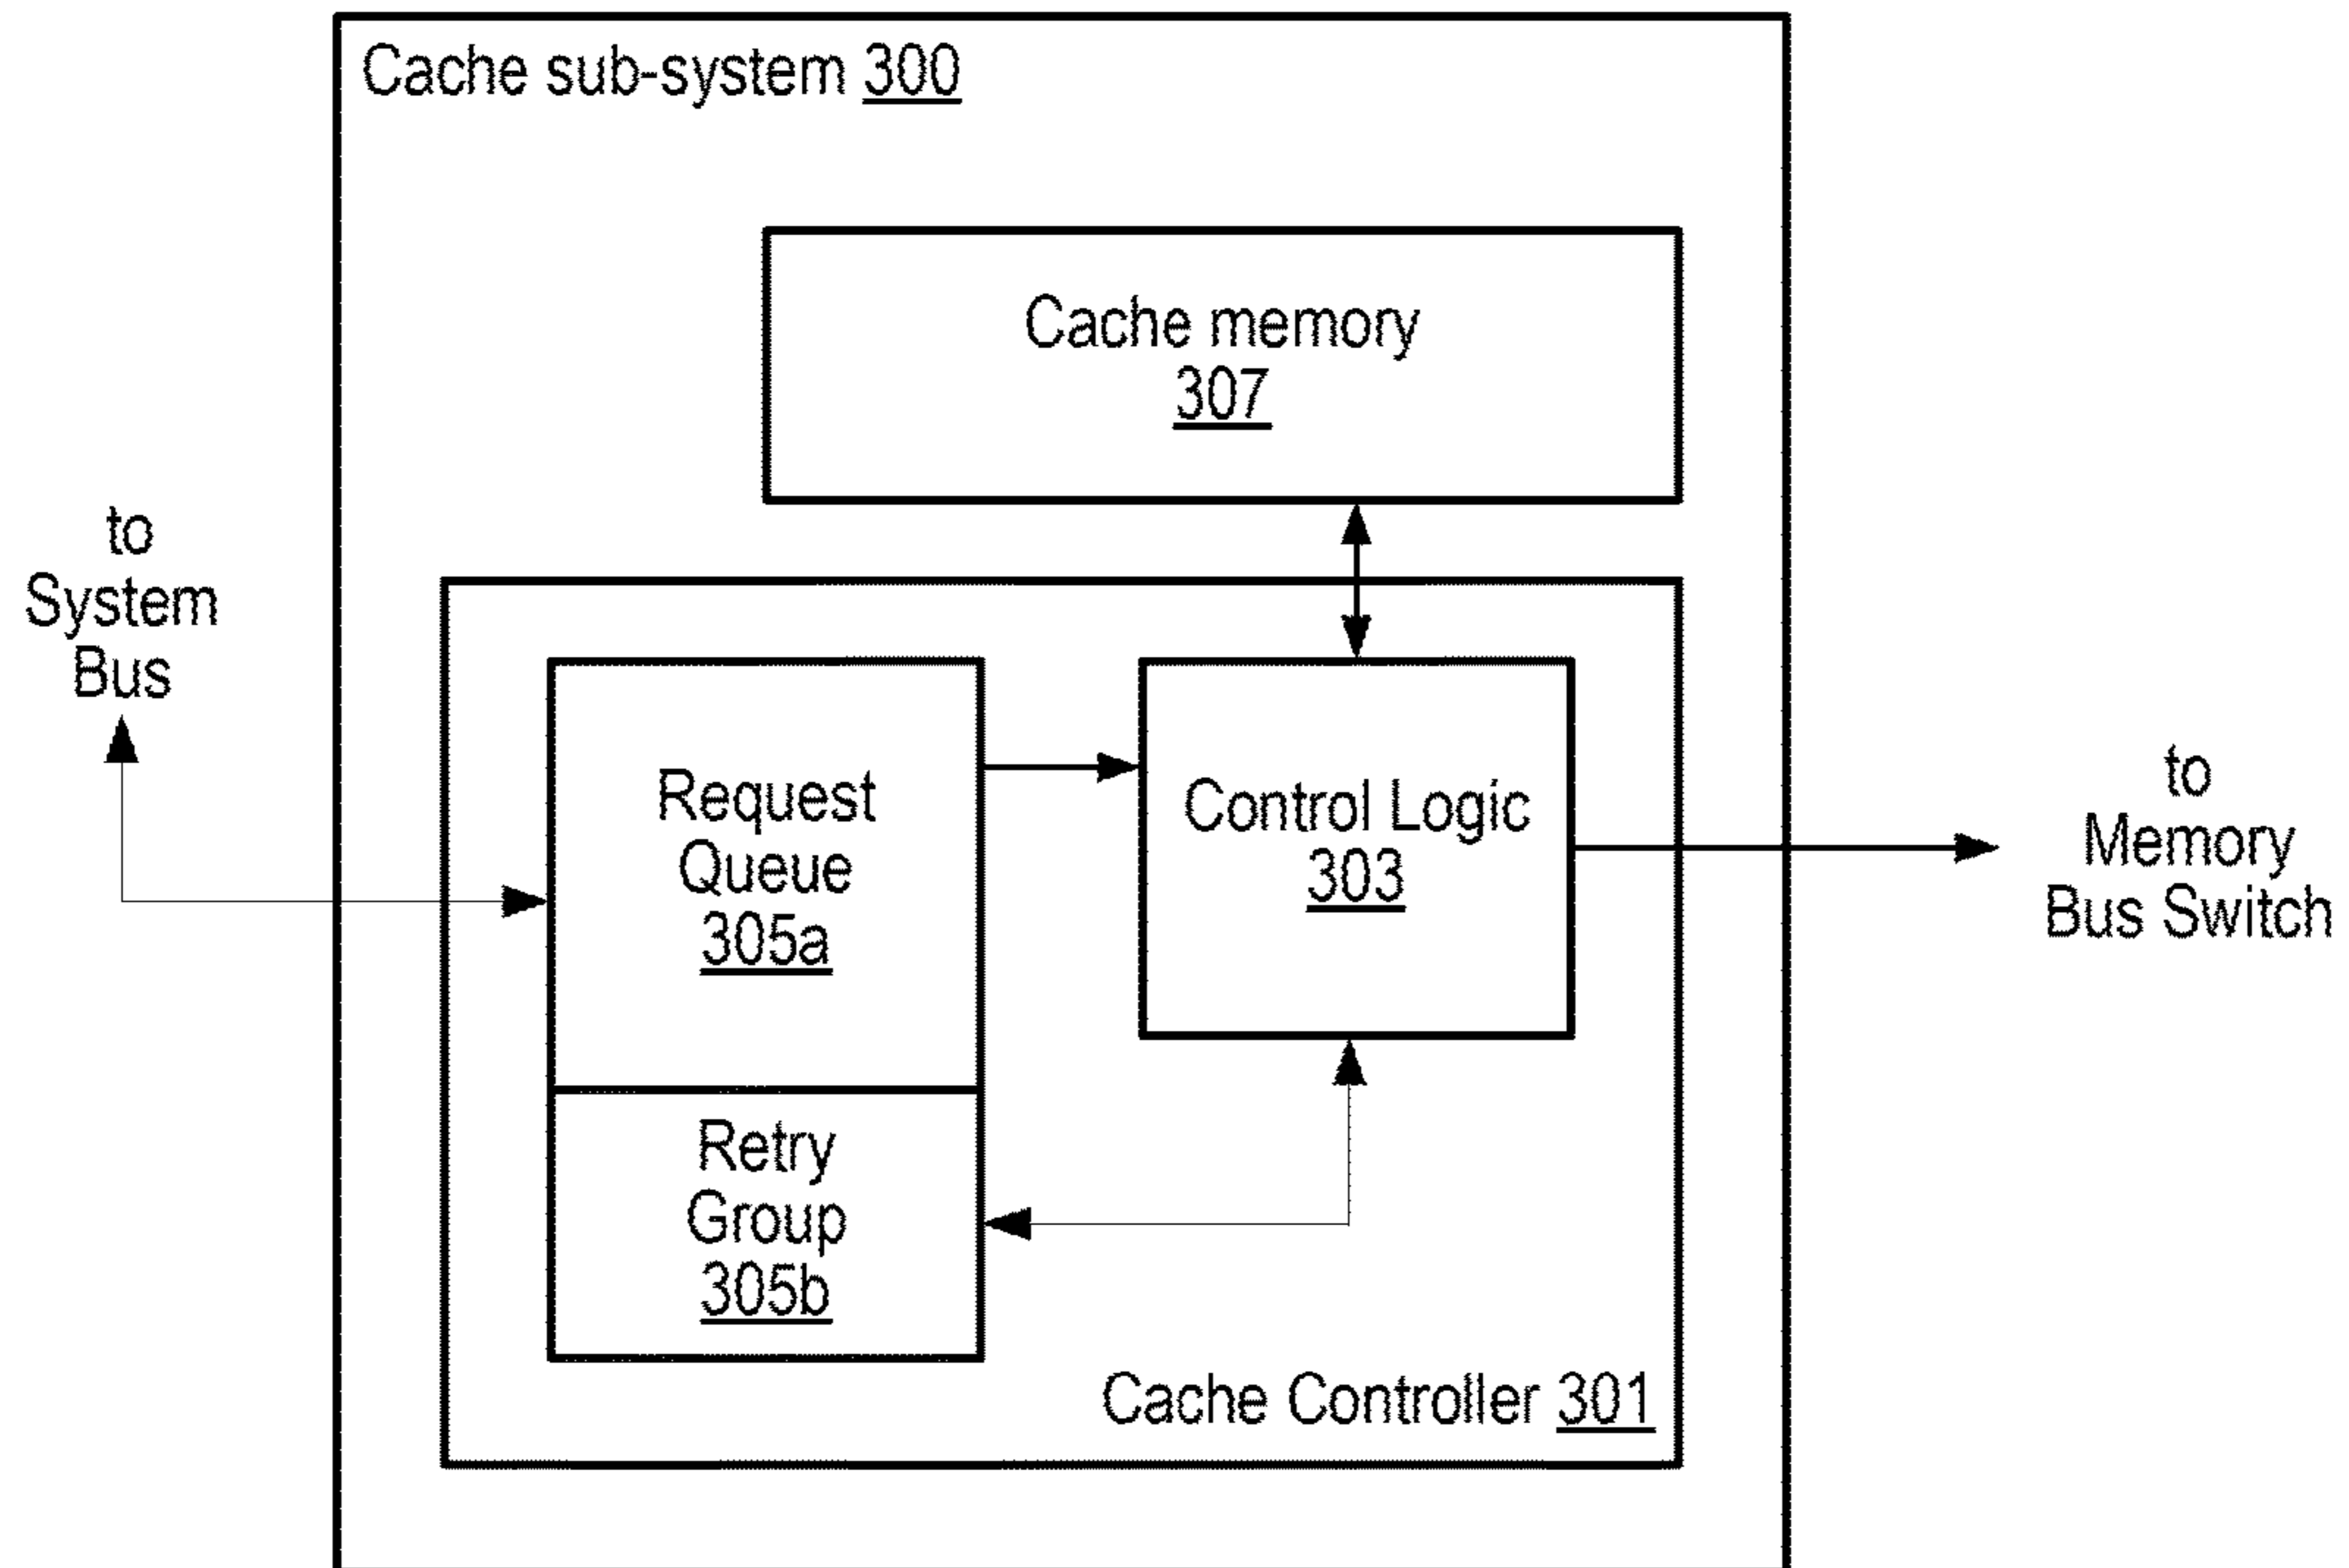 Cache sub-system 300
Cache memory
307
to
System
Bus
Request
Queue
305a
Control Logic
303
to
Memory
Bus Switch
Retry
Group
305b
Cache Controller 301